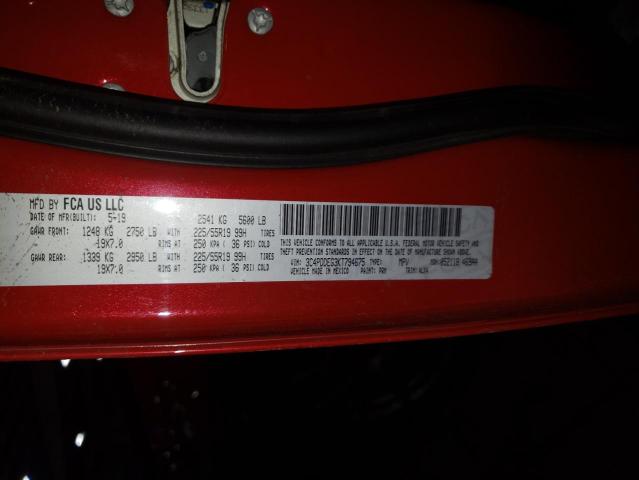 MFD BY FCA US LLC
DATE OF MFR(BUILT): 5-19 2541 KG 5600 LB
GAWR FRONT: 1248 KG 2750 LB WITH 225/55R19 99H TIRES
19X7.0 RIMS AT 250 KPA ( 36 PSI) COLD
GAWR REAR: 1339 KG 2950 LB WITH 225/55R19 99H TIRES
19X7.0 RIMS AT 250 KPA ( 36 PSI) COLD
THIS VEHICLE CONFORMS TO ALL APPLICABLE U.S.A. FEDERAL MOTOR VEHICLE SAFETY AND
THEFT PREVENTION STANDARDS IN EFFECT ON THE DATE OF MANUFACTURE SHOWN ABOVE.
VIN: 3C4PDDEG3KT794675 TYPE: MPV MDH:
VEHICLE MADE IN MEXICO PAINT: PRM TRIM: